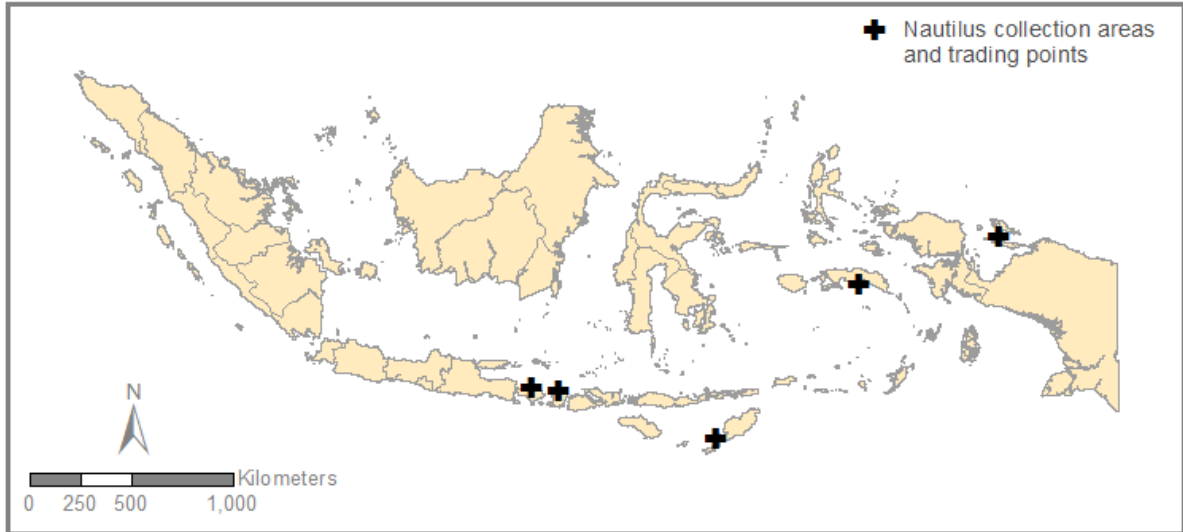 Nautilus collection areas
and trading points
N
Kilometers
0 250 500 1,000